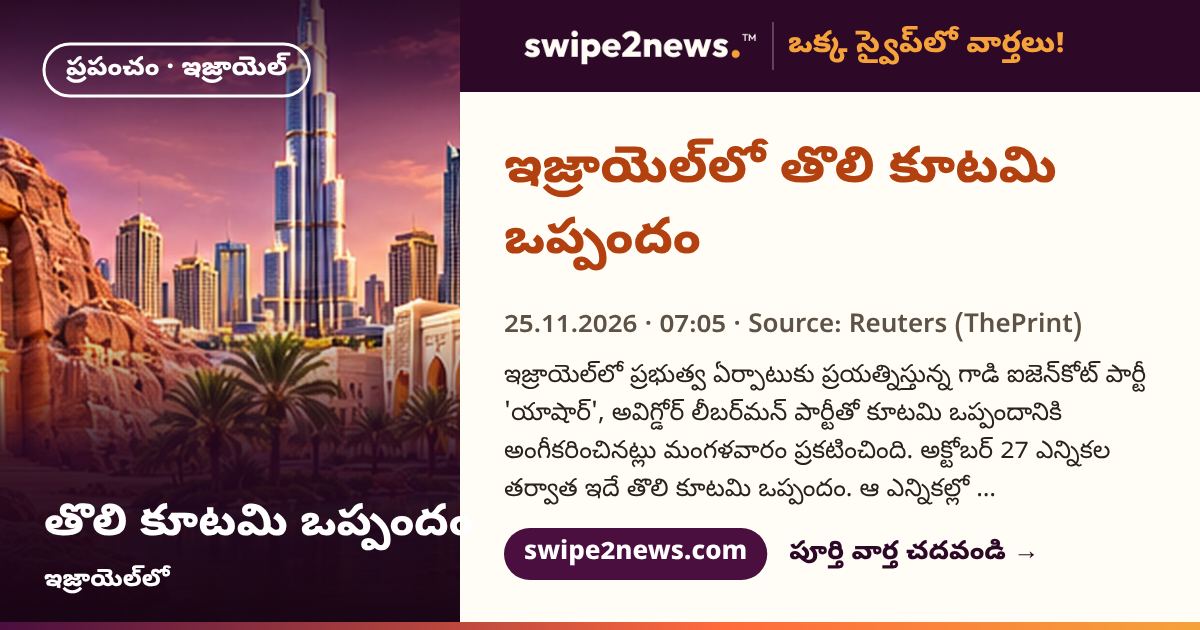 ప్రపంచం · ఇజ్రాయెల్
తొలి కూటమి ఒప్పందం
ఇజ్రాయెల్‌లో
swipe2news.™ ఒక్క స్వైప్‌లో వార్తలు!
ఇజ్రాయెల్‌లో తొలి కూటమి
ఒప్పందం
25.11.2026 · 07:05 · Source: Reuters (ThePrint)
ఇజ్రాయెల్‌లో ప్రభుత్వ ఏర్పాటుకు ప్రయత్నిస్తున్న గాడి ఐజెన్‌కోట్ పార్టీ
'యాషార్', అవిగ్డోర్ లీబర్‌మన్ పార్టీతో కూటమి ఒప్పందానికి
అంగీకరించినట్లు మంగళవారం ప్రకటించింది. అక్టోబర్ 27 ఎన్నికల
తర్వాత ఇదే తొలి కూటమి ఒప్పందం. ఆ ఎన్నికల్లో ...
swipe2news.com పూర్తి వార్త చదవండి →